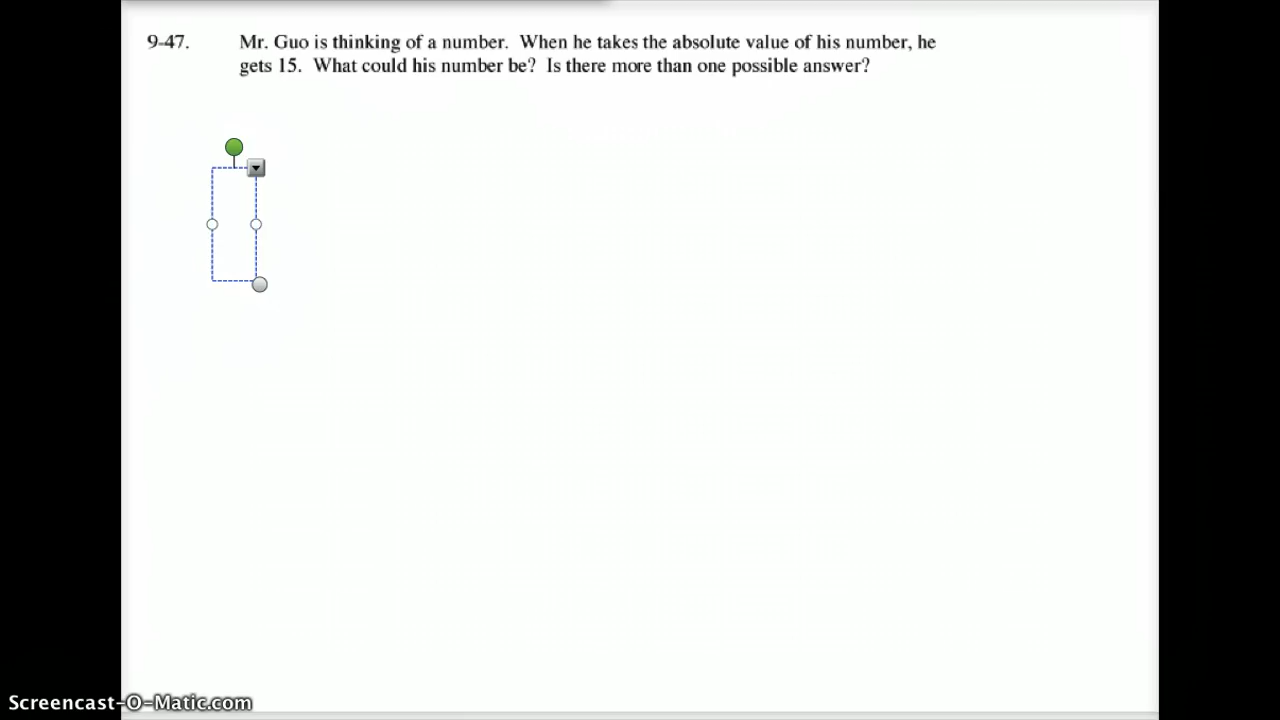 9-47. Mr. Guo is thinking of a number. When he takes the absolute value of his number, he
gets 15. What could his number be? Is there more than one possible answer?
Screencast-O-Matic.com